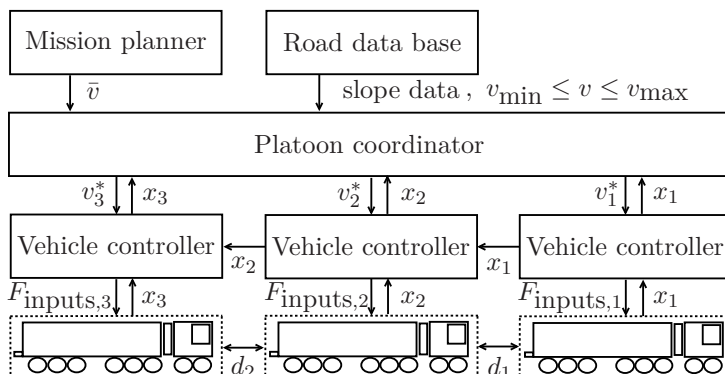 Mission planner
Road data base
v̄
slope data , v_min ≤ v ≤ v_max
Platoon coordinator
v₃*
x₃
v₂*
x₂
v₁*
x₁
Vehicle controller
x₂
Vehicle controller
x₁
Vehicle controller
F_inputs,3
x₃
F_inputs,2
x₂
F_inputs,1
x₁
d₂
d₁